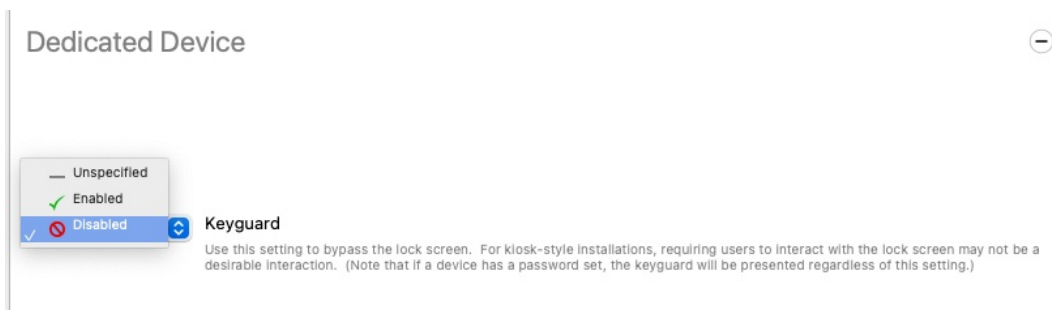 Dedicated Device
Unspecified
Enabled
Disabled
Keyguard
Use this setting to bypass the lock screen. For kiosk-style installations, requiring users to interact with the lock screen may not be a
desirable interaction. (Note that if a device has a password set, the keyguard will be presented regardless of this setting.)